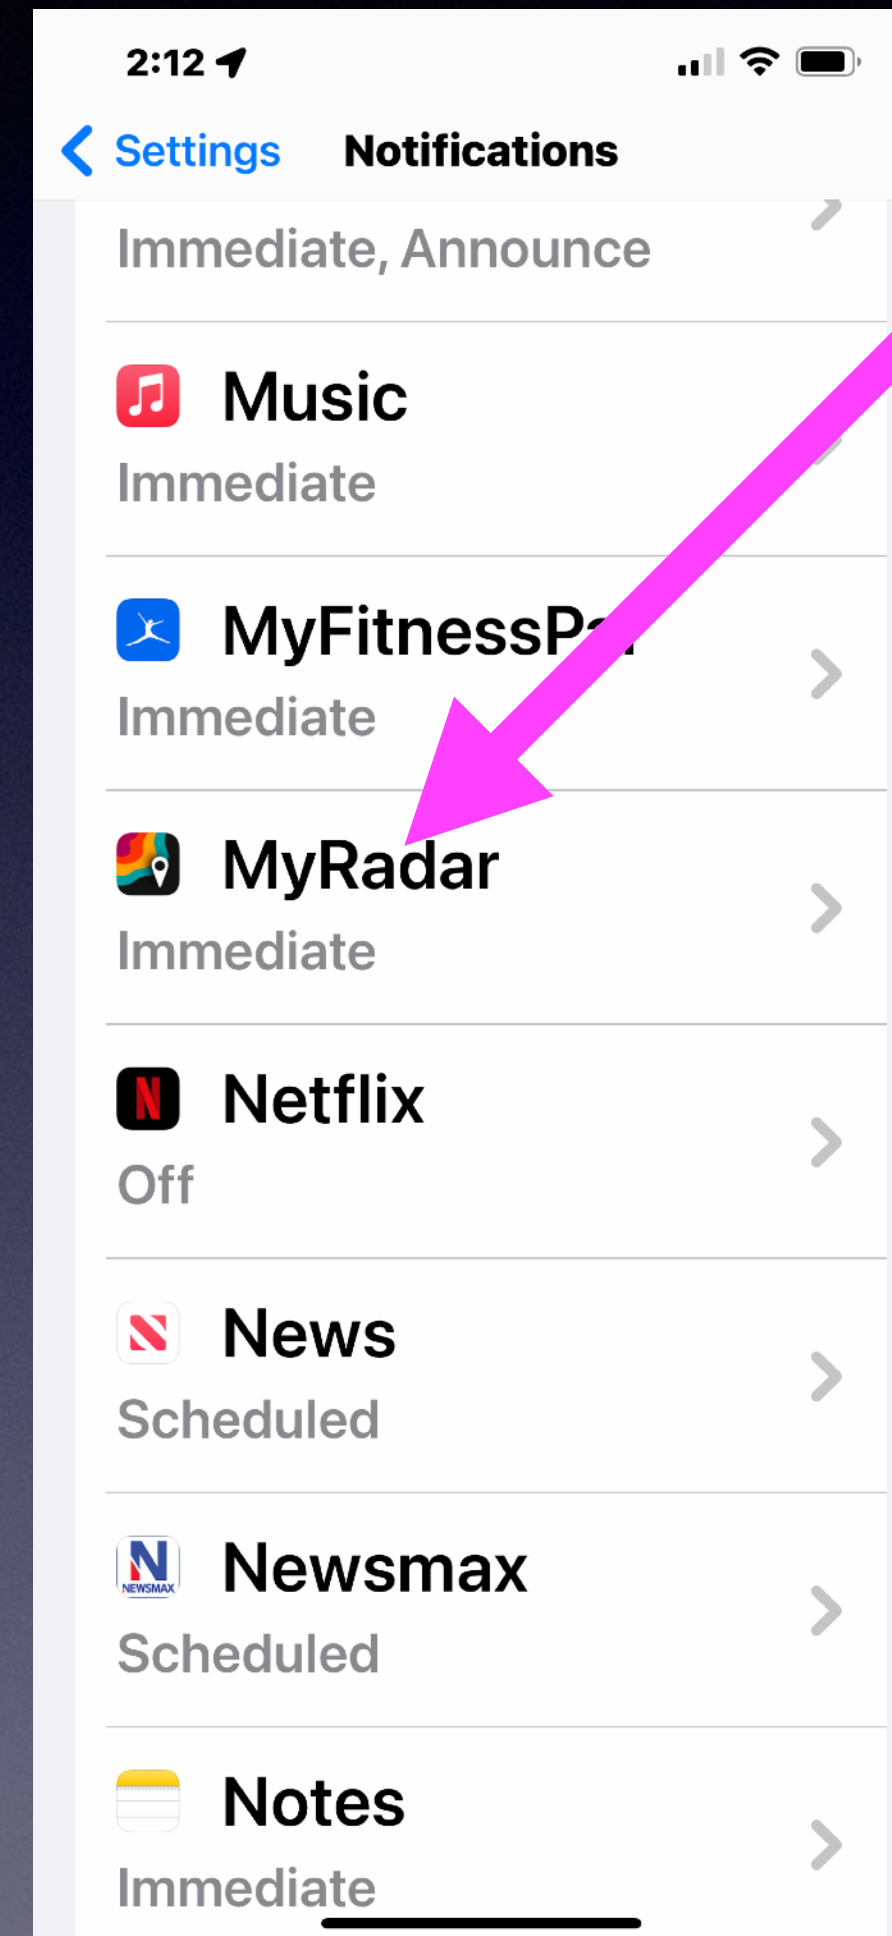 2:12
Settings Notifications
Immediate, Announce
Music
Immediate
MyFitnessPal
Immediate
MyRadar
Immediate
Netflix
Off
News
Scheduled
NEWSMAX
Newsmax
Scheduled
Notes
Immediate